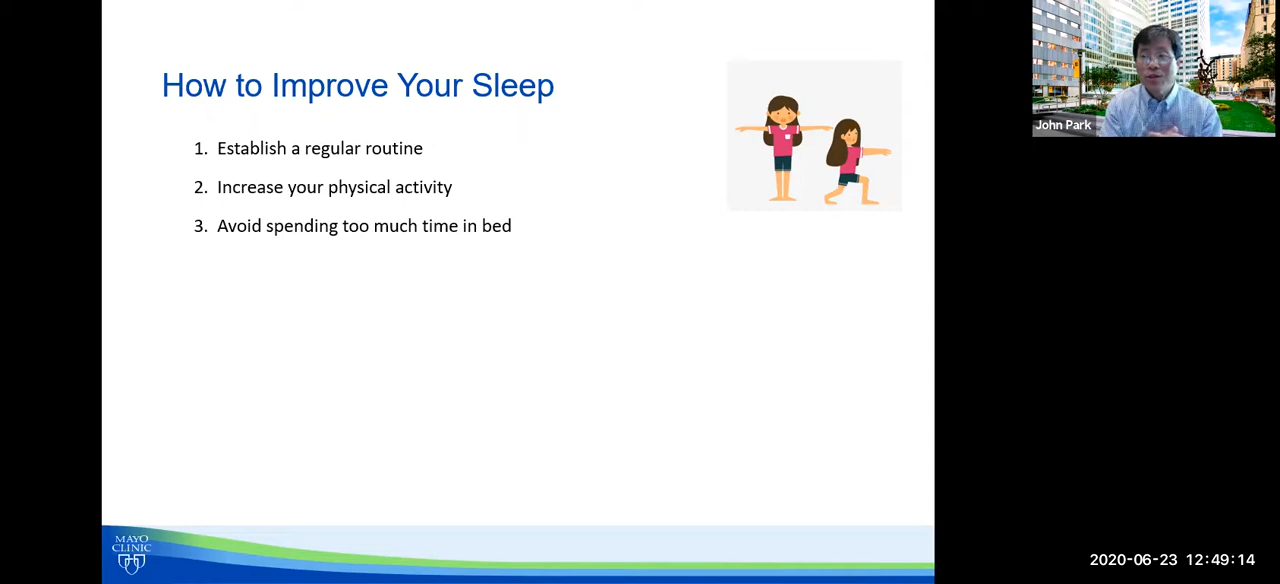 How to Improve Your Sleep
1. Establish a regular routine
2. Increase your physical activity
3. Avoid spending too much time in bed
John Park
MAYO
CLINIC
2020-06-23 12:49:14